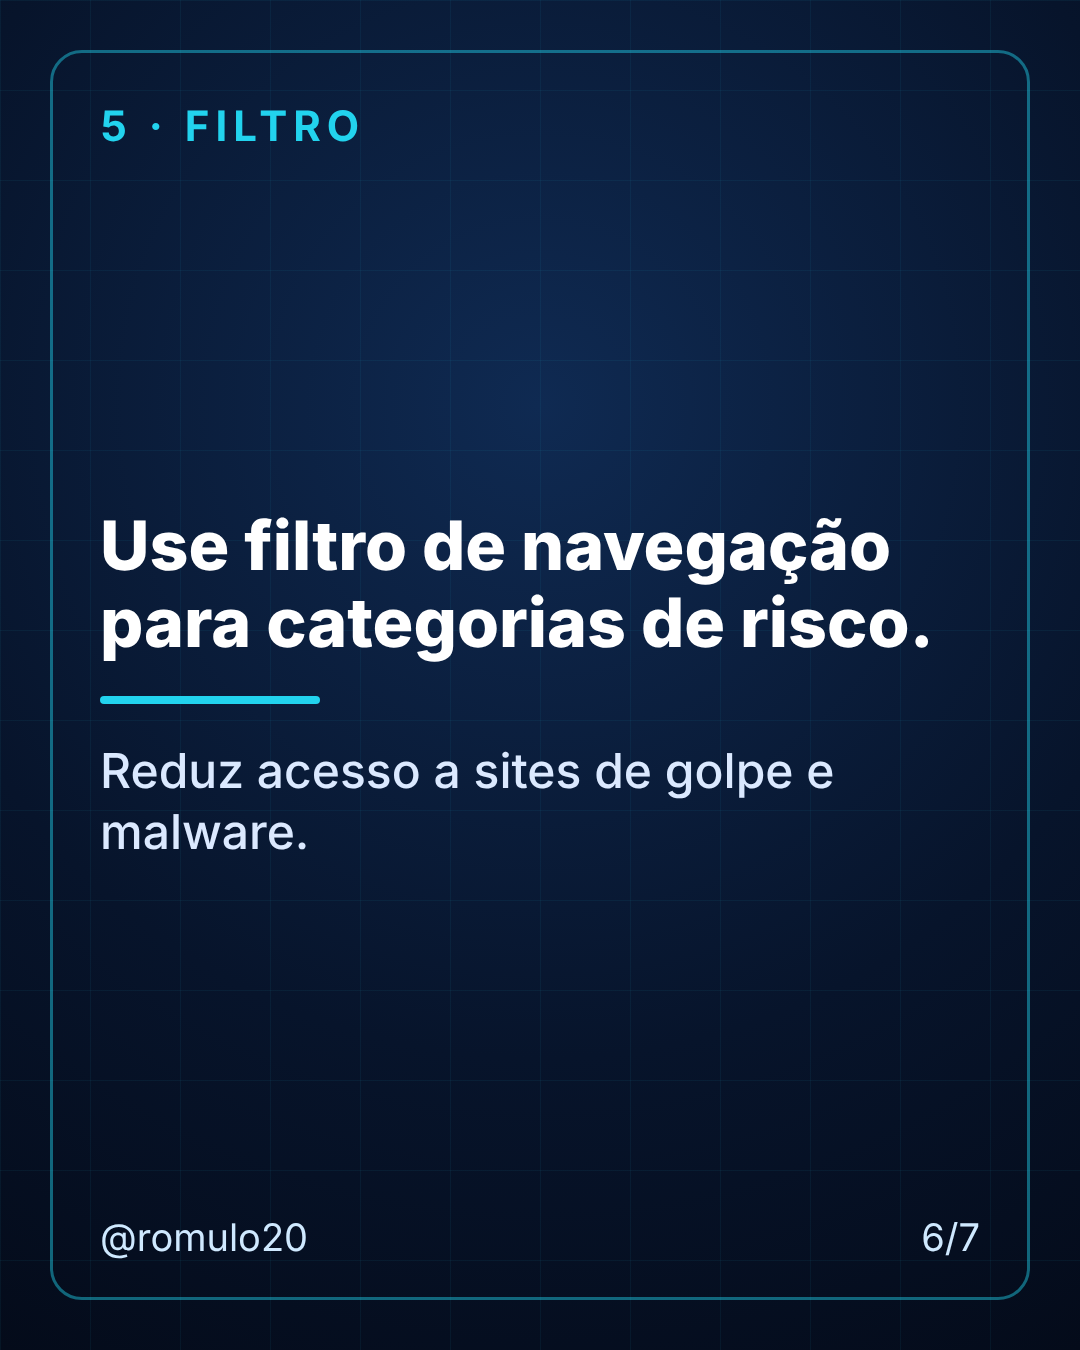 5 · FILTRO
Use filtro de navegação
para categorias de risco.
Reduz acesso a sites de golpe e
malware.
@romulo20
6/7